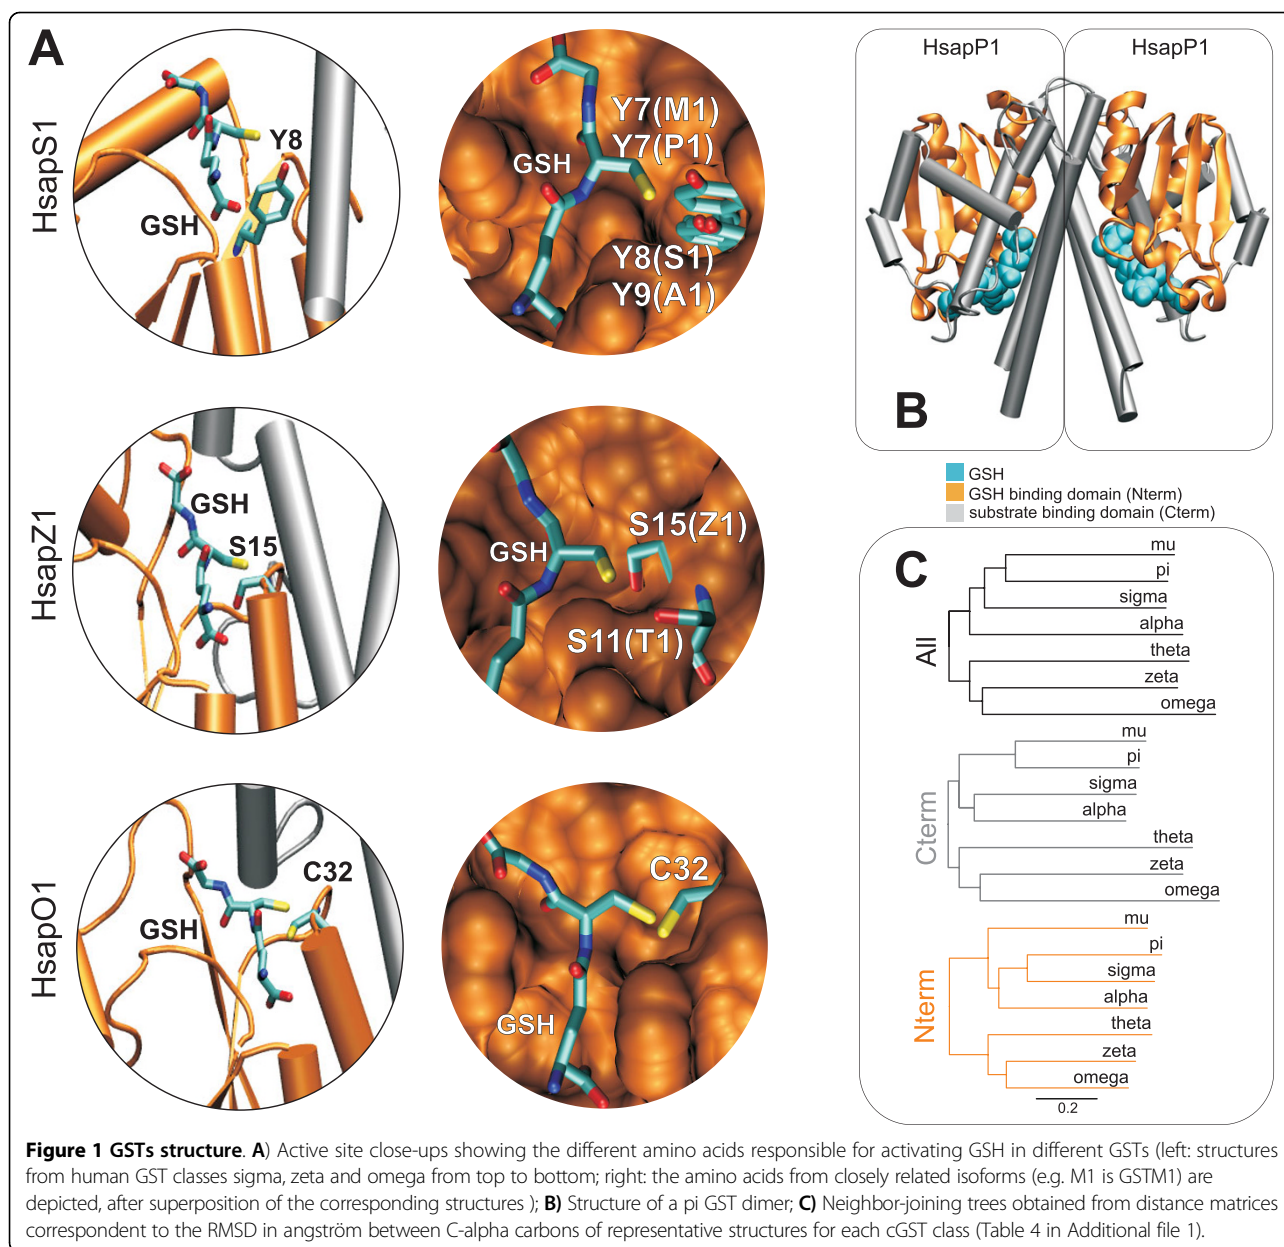 A
HsapS1
Y8
GSH
GSH
Y7(M1)
Y7(P1)
Y8(S1)
Y9(A1)
HsapZ1
GSH
S15
GSH
S15(Z1)
S11(T1)
HsapO1
GSH
C32
GSH
C32
HsapP1
HsapP1
B
GSH
GSH binding domain (Nterm)
substrate binding domain (Cterm)
C
All
mu
pi
sigma
alpha
theta
zeta
omega
Cterm
mu
pi
sigma
alpha
theta
zeta
omega
Nterm
mu
pi
sigma
alpha
theta
zeta
omega
0.2
Figure 1 GSTs structure. A) Active site close-ups showing the different amino acids responsible for activating GSH in different GSTs (left: structures
from human GST classes sigma, zeta and omega from top to bottom; right: the amino acids from closely related isoforms (e.g. M1 is GSTM1) are
depicted, after superposition of the corresponding structures ); B) Structure of a pi GST dimer; C) Neighbor-joining trees obtained from distance matrices
correspondent to the RMSD in angström between C-alpha carbons of representative structures for each cGST class (Table 4 in Additional file 1).